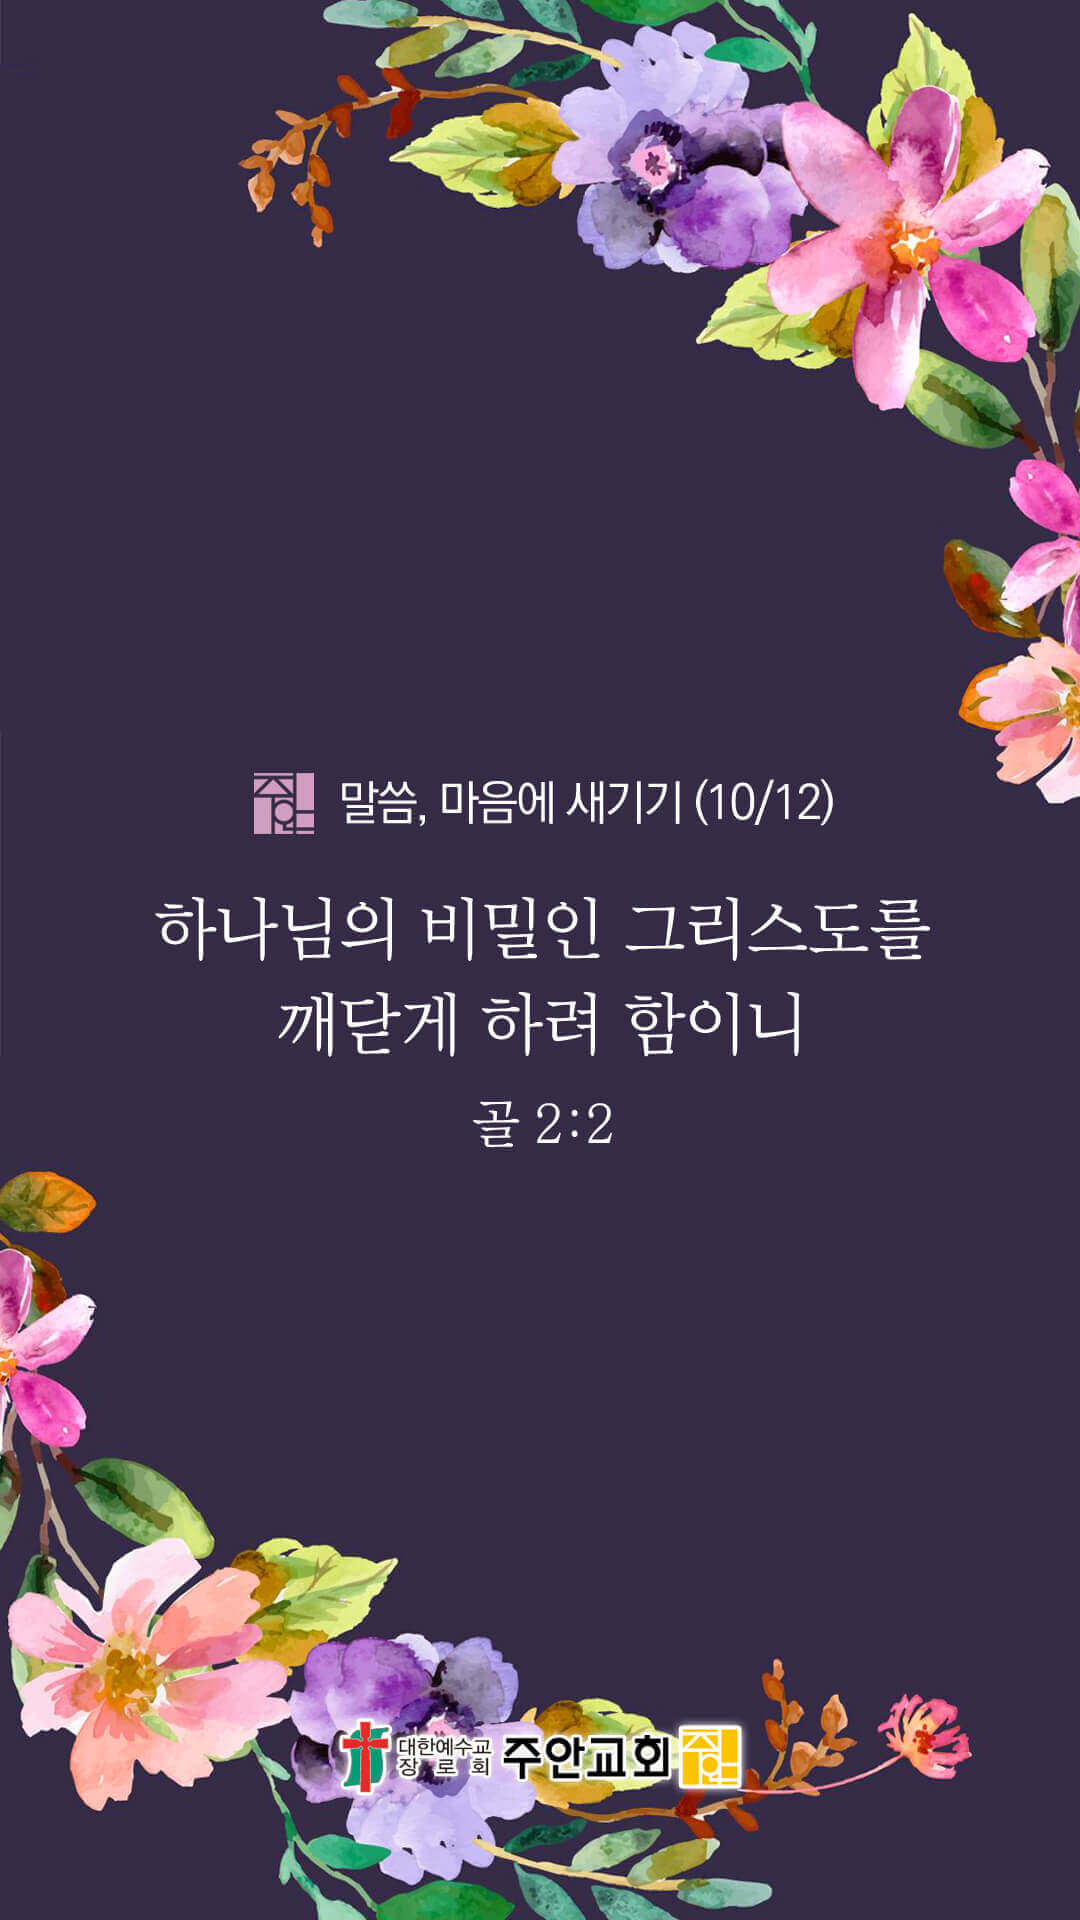 말씀, 마음에 새기기 (10/12)
하나님의 비밀인 그리스도를
깨닫게 하려 함이니
골 2:2
대한예수교
장로회
주안교회